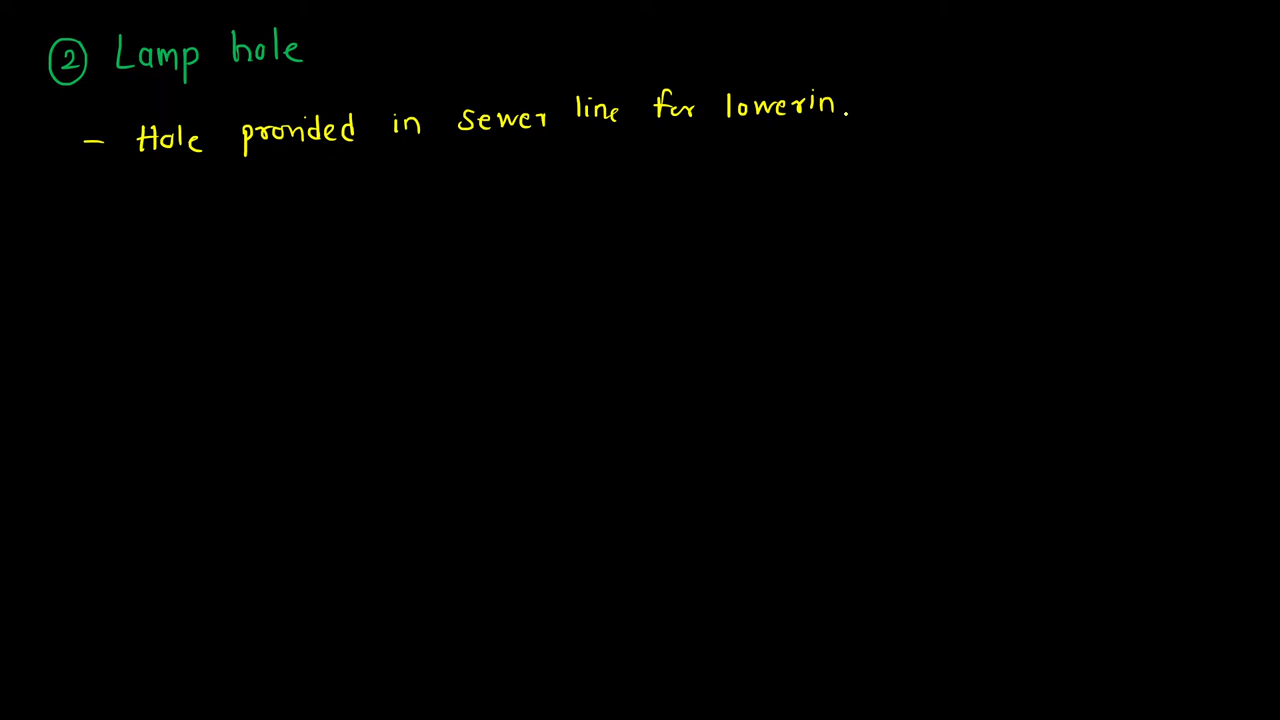 ② Lamp hole
- Hole provided in sewer line for lowerin.